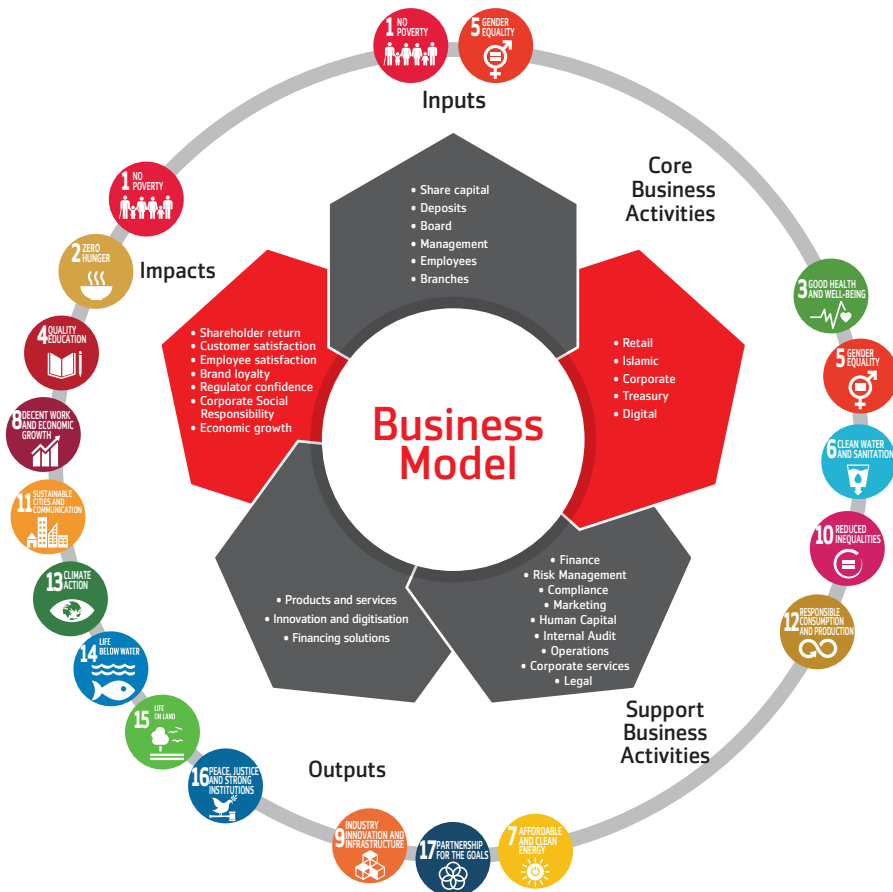 1 NO
POVERTY
5 GENDER
EQUALITY
Inputs
• Share capital
• Deposits
• Board
• Management
• Employees
• Branches
Core
Business
Activities
• Retail
• Islamic
• Corporate
• Treasury
• Digital
3 GOOD HEALTH
AND WELL-BEING
5 GENDER
EQUALITY
6 CLEAN WATER
AND SANITATION
10 REDUCED
INEQUALITIES
12 RESPONSIBLE
CONSUMPTION
AND PRODUCTION
Support
Business
Activities
• Finance
• Risk Management
• Compliance
• Marketing
• Human Capital
• Internal Audit
• Operations
• Corporate services
• Legal
7 AFFORDABLE
AND CLEAN
ENERGY
17 PARTNERSHIP
FOR THE GOALS
9 INDUSTRY
INNOVATION AND
INFRASTRUCTURE
Outputs
• Products and services
• Innovation and digitisation
• Financing solutions
16 PEACE, JUSTICE
AND STRONG
INSTITUTIONS
15 LIFE
ON LAND
14 LIFE
BELOW WATER
13 CLIMATE
ACTION
11 SUSTAINABLE
CITIES AND
COMMUNICATION
8 DECENT WORK
AND ECONOMIC
GROWTH
4 QUALITY
EDUCATION
2 ZERO
HUNGER
1 NO
POVERTY
Impacts
• Shareholder return
• Customer satisfaction
• Employee satisfaction
• Brand loyalty
• Regulator confidence
• Corporate Social
Responsibility
• Economic growth
Business
Model